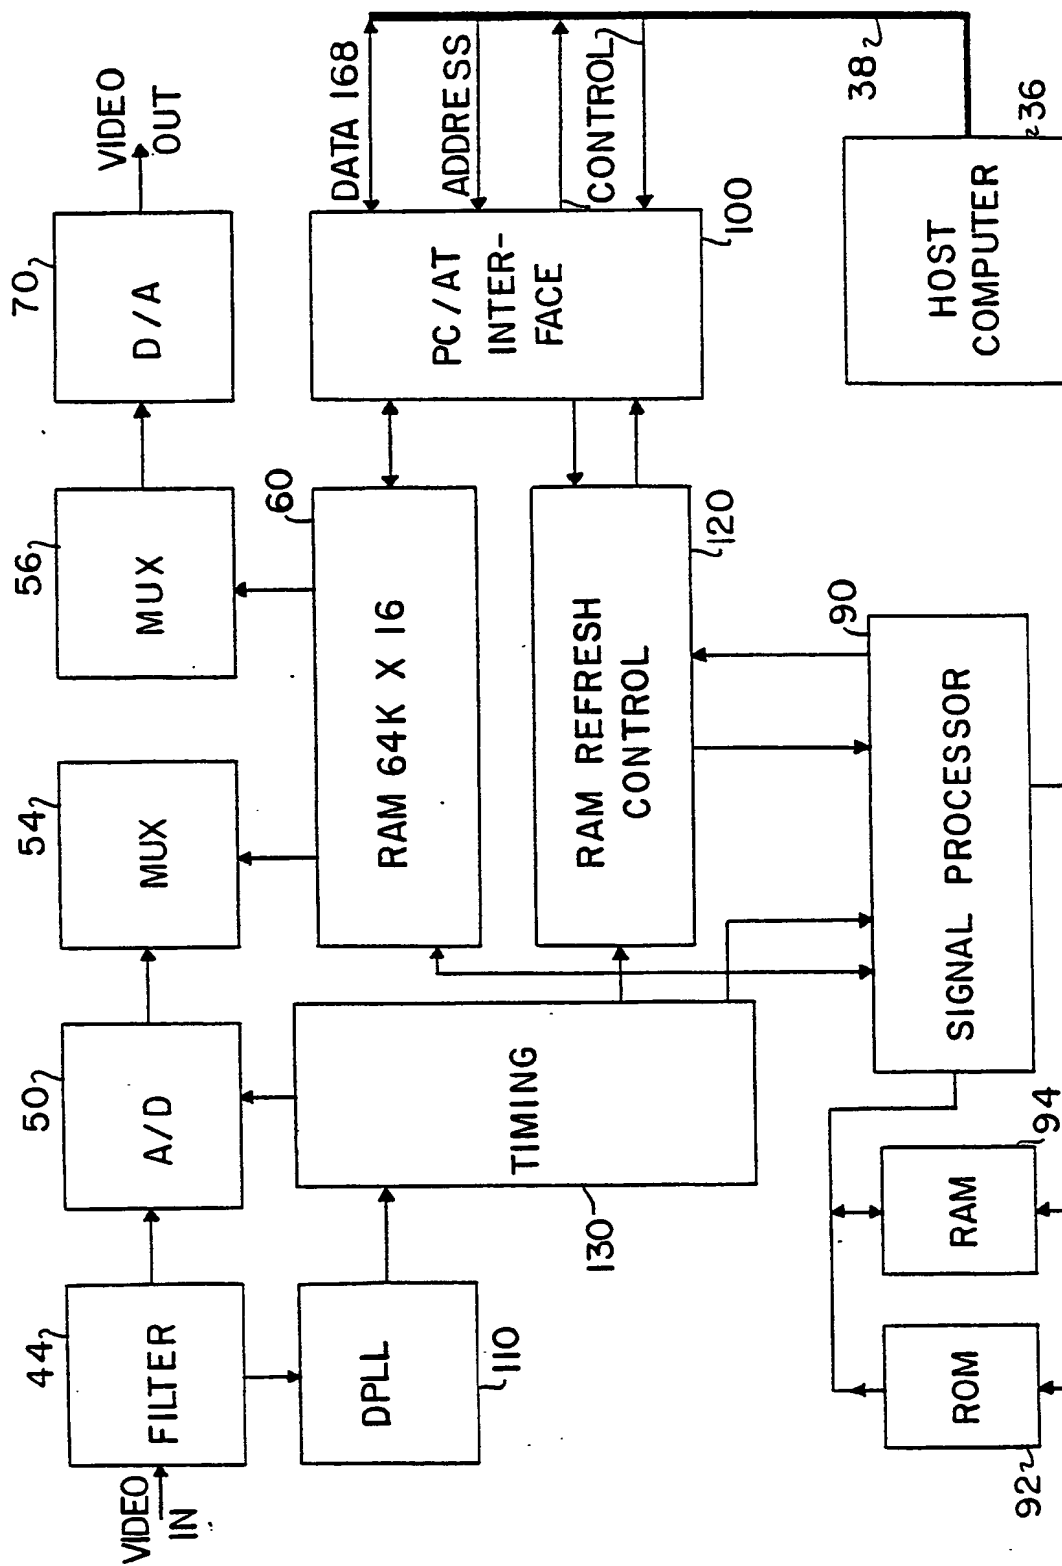 VIDEO
IN
44
FILTER
50
A/D
54
MUX
56
MUX
70
D/A
VIDEO
OUT
DPLL
110
TIMING
130
60
RAM 64K X 16
RAM REFRESH
CONTROL
120
PC/AT
INTER-
FACE
100
DATA 168
ADDRESS
CONTROL
38
HOST
COMPUTER
36
90
SIGNAL PROCESSOR
ROM
92
RAM
94